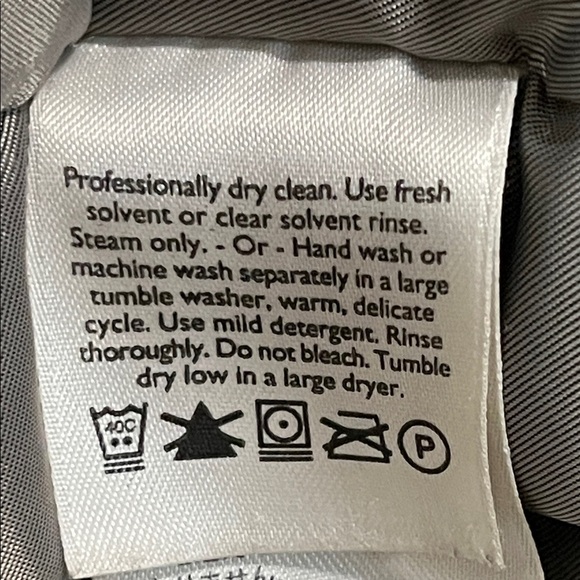 Professionally dry clean. Use fresh
solvent or clear solvent rinse.
Steam only. - Or - Hand wash or
machine wash separately in a large
tumble washer, warm, delicate
cycle. Use mild detergent. Rinse
thoroughly. Do not bleach. Tumble
dry low in a large dryer.
40C P